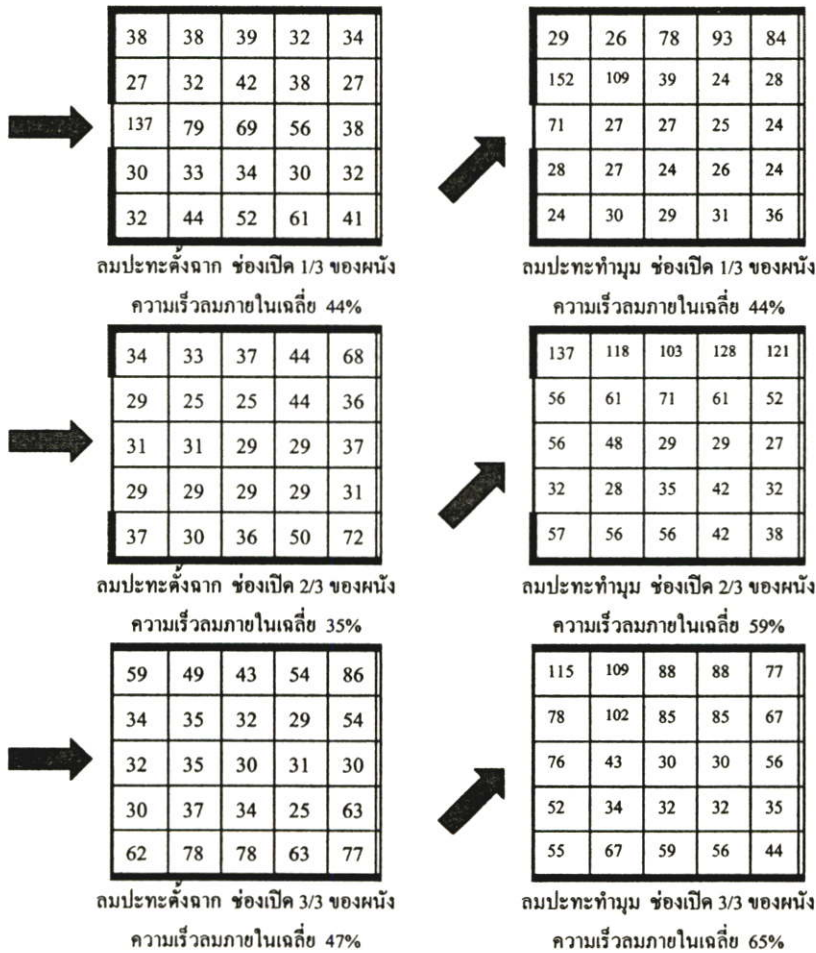 38 38 39 32 34
27 32 42 38 27
137 79 69 56 38
30 33 34 30 32
32 44 52 61 41
ลมปะทะตั้งฉาก ช่องเปิด 1/3 ของผนัง
ความเร็วลมภายในเฉลี่ย 44%
29 26 78 93 84
152 109 39 24 28
71 27 27 25 24
28 27 24 26 24
24 30 29 31 36
ลมปะทะทำมุม ช่องเปิด 1/3 ของผนัง
ความเร็วลมภายในเฉลี่ย 44%
34 33 37 44 68
29 25 25 44 36
31 31 29 29 37
29 29 29 29 31
37 30 36 50 72
ลมปะทะตั้งฉาก ช่องเปิด 2/3 ของผนัง
ความเร็วลมภายในเฉลี่ย 35%
137 118 103 128 121
56 61 71 61 52
56 48 29 29 27
32 28 35 42 32
57 56 56 42 38
ลมปะทะทำมุม ช่องเปิด 2/3 ของผนัง
ความเร็วลมภายในเฉลี่ย 59%
59 49 43 54 86
34 35 32 29 54
32 35 30 31 30
30 37 34 25 63
62 78 78 63 77
ลมปะทะตั้งฉาก ช่องเปิด 3/3 ของผนัง
ความเร็วลมภายในเฉลี่ย 47%
115 109 88 88 77
78 102 85 85 67
76 43 30 30 56
52 34 32 32 35
55 67 59 56 44
ลมปะทะทำมุม ช่องเปิด 3/3 ของผนัง
ความเร็วลมภายในเฉลี่ย 65%